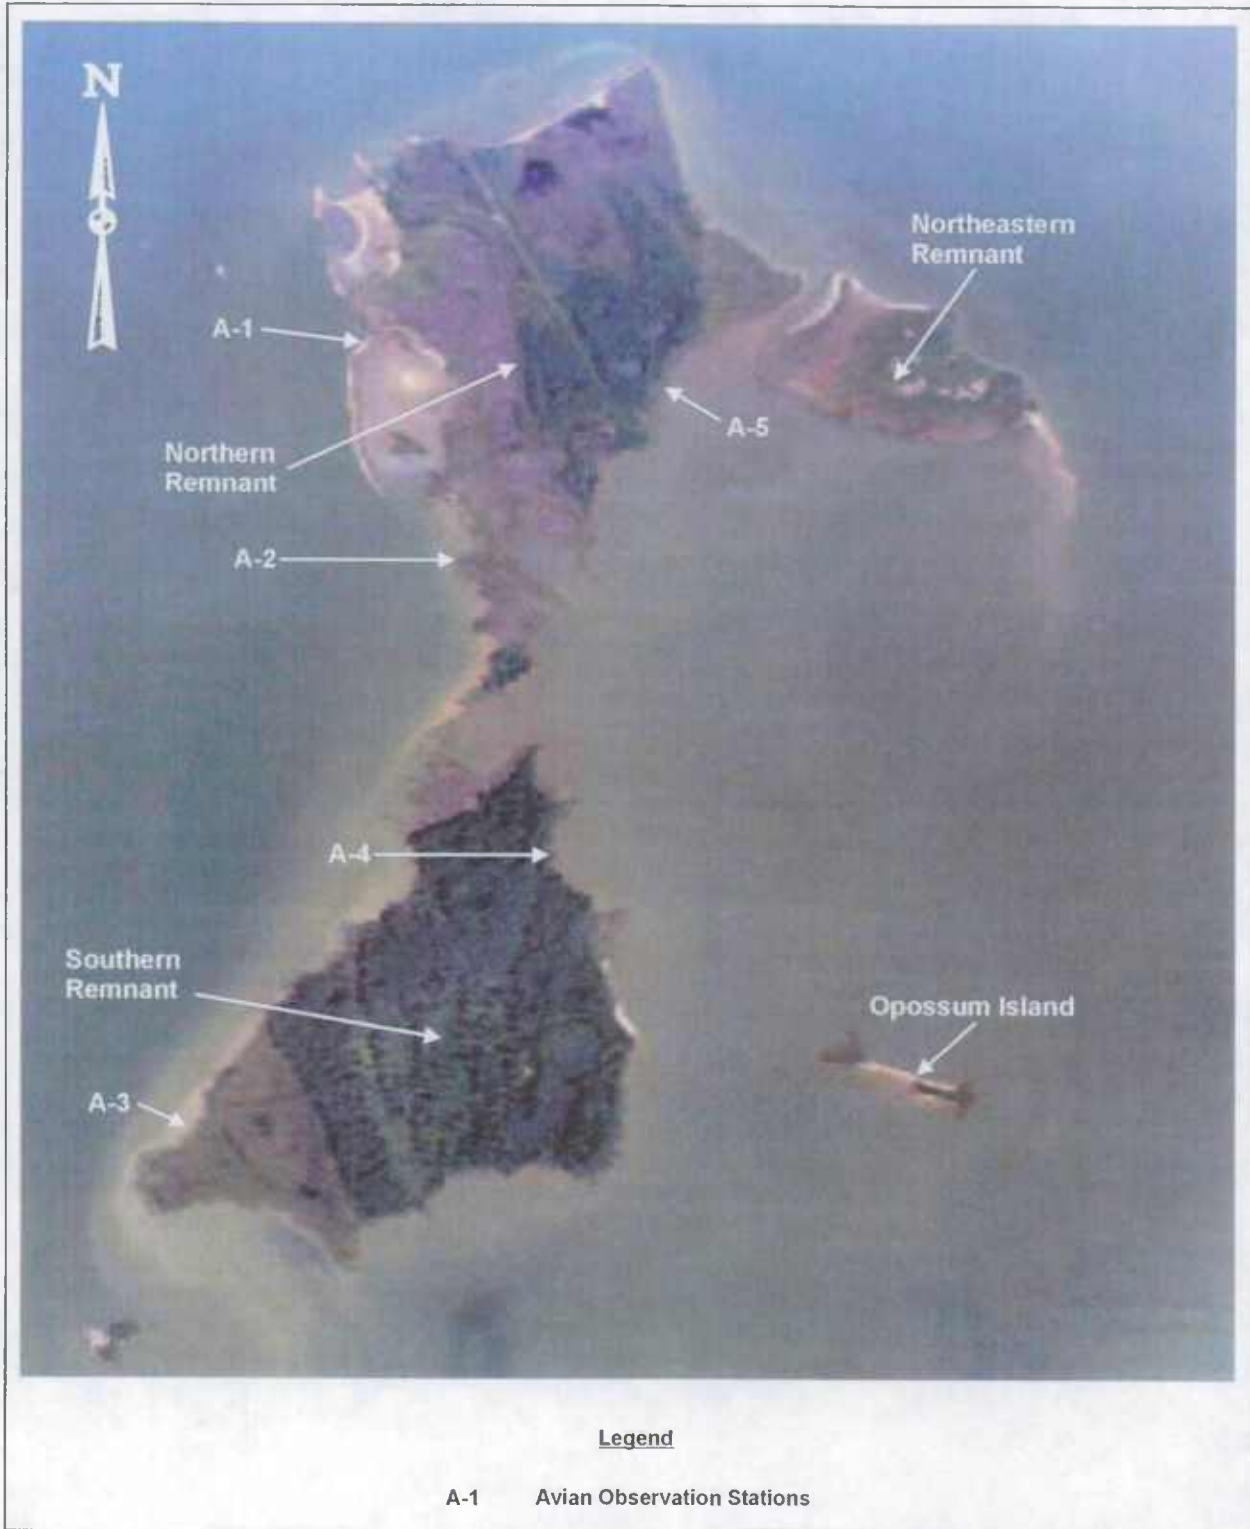 N
Northeastern
Remnant
A-1
A-5
Northern
Remnant
A-2
A-4
Southern
Remnant
Opossum Island
A-3
Legend
A-1 Avian Observation Stations